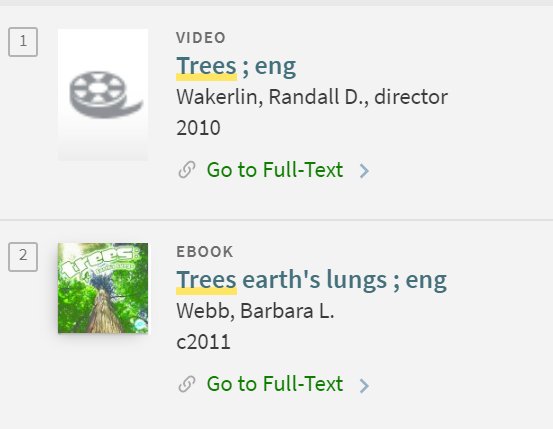 1
VIDEO
Trees ; eng
Wakerlin, Randall D., director
2010
Go to Full-Text
2
EBOOK
trees
Trees earth's lungs ; eng
Webb, Barbara L.
c2011
Go to Full-Text